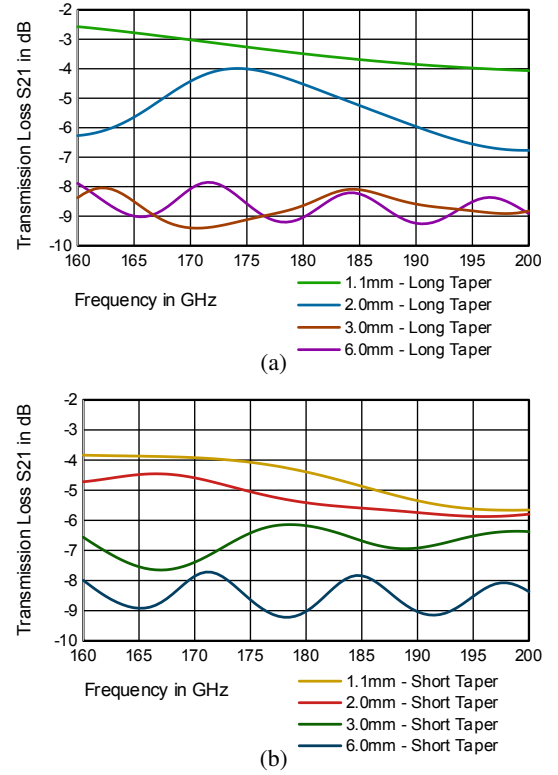 -2
-3
-4
-5
-6
-7
-8
-9
-10
Transmission Loss S21 in dB
160 165 170 175 180 185 190 195 200
Frequency in GHz
1.1mm - Long Taper
2.0mm - Long Taper
3.0mm - Long Taper
6.0mm - Long Taper
(a)
-2
-3
-4
-5
-6
-7
-8
-9
-10
Transmission Loss S21 in dB
160 165 170 175 180 185 190 195 200
Frequency in GHz
1.1mm - Short Taper
2.0mm - Short Taper
3.0mm - Short Taper
6.0mm - Short Taper
(b)